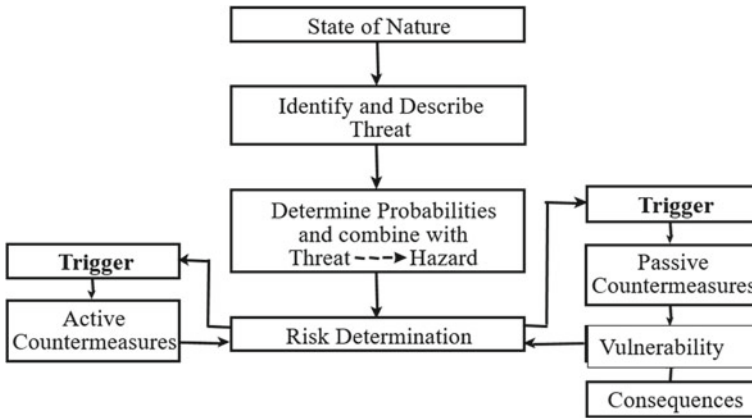 State of Nature
Identify and Describe
Threat
Determine Probabilities
and combine with
Threat Hazard
Trigger
Active
Countermeasures
Risk Determination
Trigger
Passive
Countermeasures
Vulnerability
Consequences